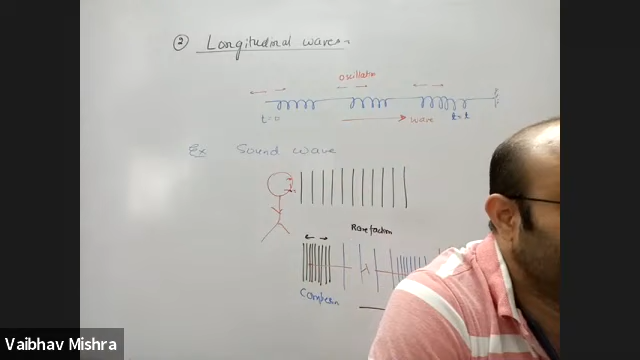 ② Longitudinal waves
oscillation
t=0
wave
t=t
Ex Sound wave
Rarefaction
λ
Vaibhav Mishra